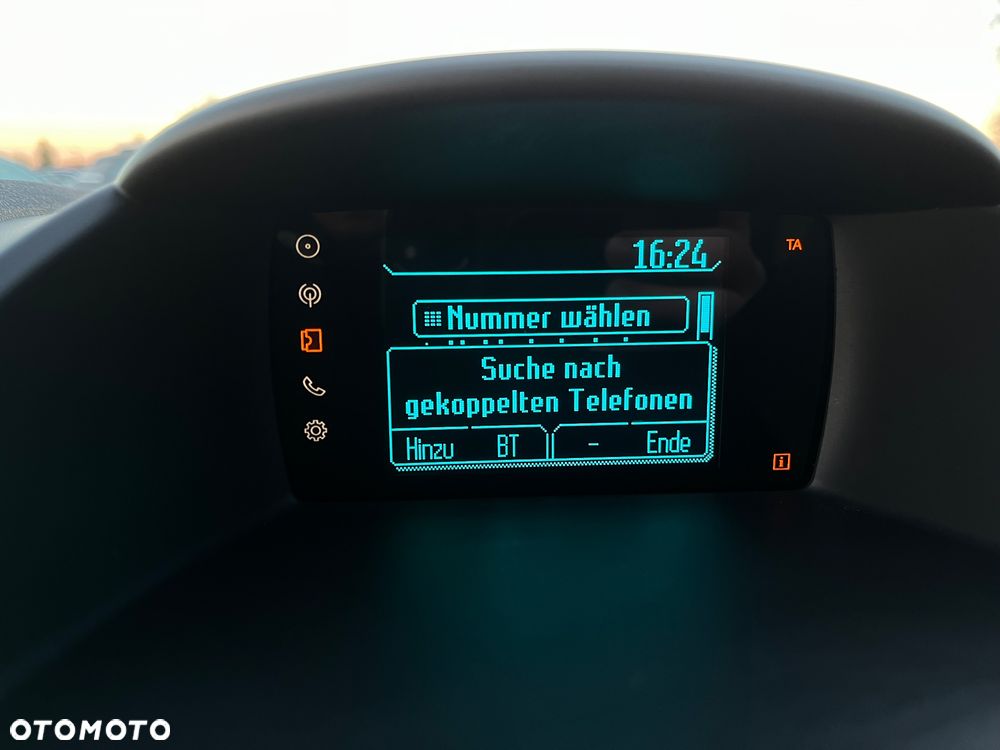 16:24
TA
Nummer wählen
Suche nach
gekoppelten Telefonen
Hinzu BT - Ende
i
OTOMOTO